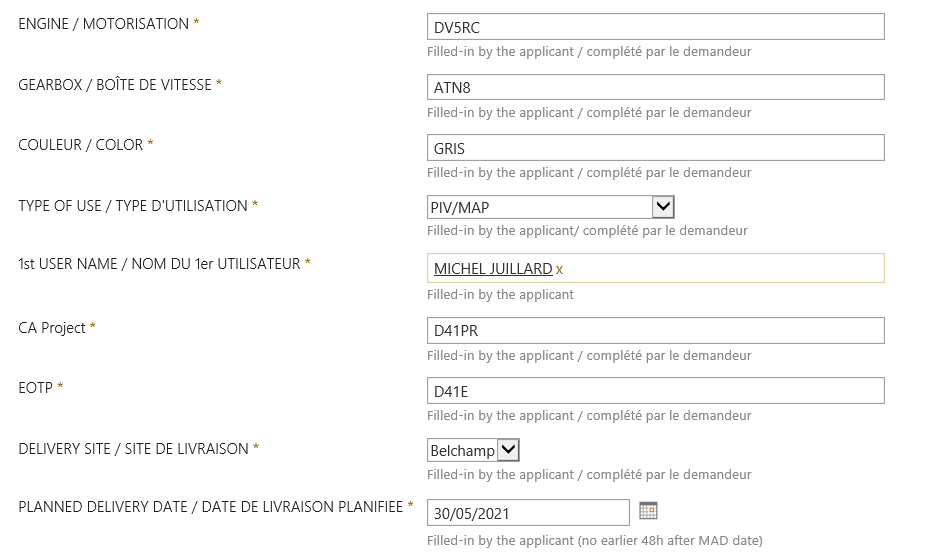 ENGINE / MOTORISATION *
DV5RC
Filled-in by the applicant / complété par le demandeur
GEARBOX / BOÎTE DE VITESSE *
ATN8
Filled-in by the applicant / complété par le demandeur
COULEUR / COLOR *
GRIS
Filled-in by the applicant / complété par le demandeur
TYPE OF USE / TYPE D'UTILISATION *
PIV/MAP
Filled-in by the applicant/ complété par le demandeur
1st USER NAME / NOM DU 1er UTILISATEUR *
MICHEL JUILLARD x
Filled-in by the applicant
CA Project *
D41PR
Filled-in by the applicant / complété par le demandeur
EOTP *
D41E
Filled-in by the applicant / complété par le demandeur
DELIVERY SITE / SITE DE LIVRAISON *
Belchamp
Filled-in by the applicant / complété par le demandeur
PLANNED DELIVERY DATE / DATE DE LIVRAISON PLANIFIEE *
30/05/2021
Filled-in by the applicant (no earlier 48h after MAD date)